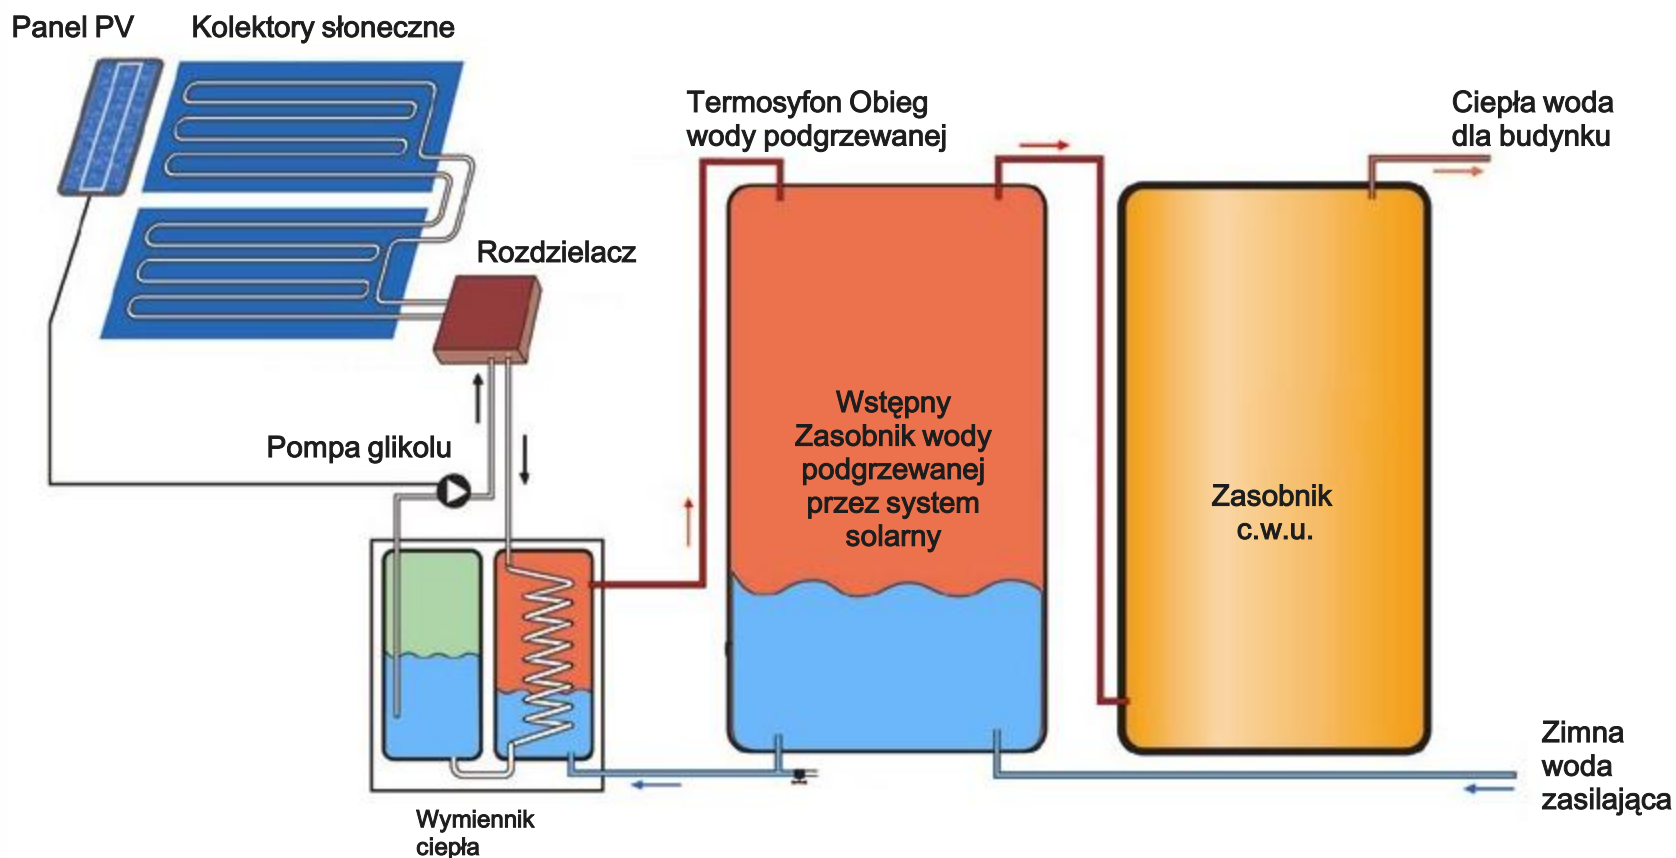 Panel PV
Kolektory słoneczne
Termosyfon Obieg
wody podgrzewanej
Ciepła woda
dla budynku
Rozdzielacz
Pompa glikolu
Wstępny
Zasobnik wody
podgrzewanej
przez system
solarny
Zasobnik
c.w.u.
Zimna
woda
zasilająca
Wymiennik
ciepła